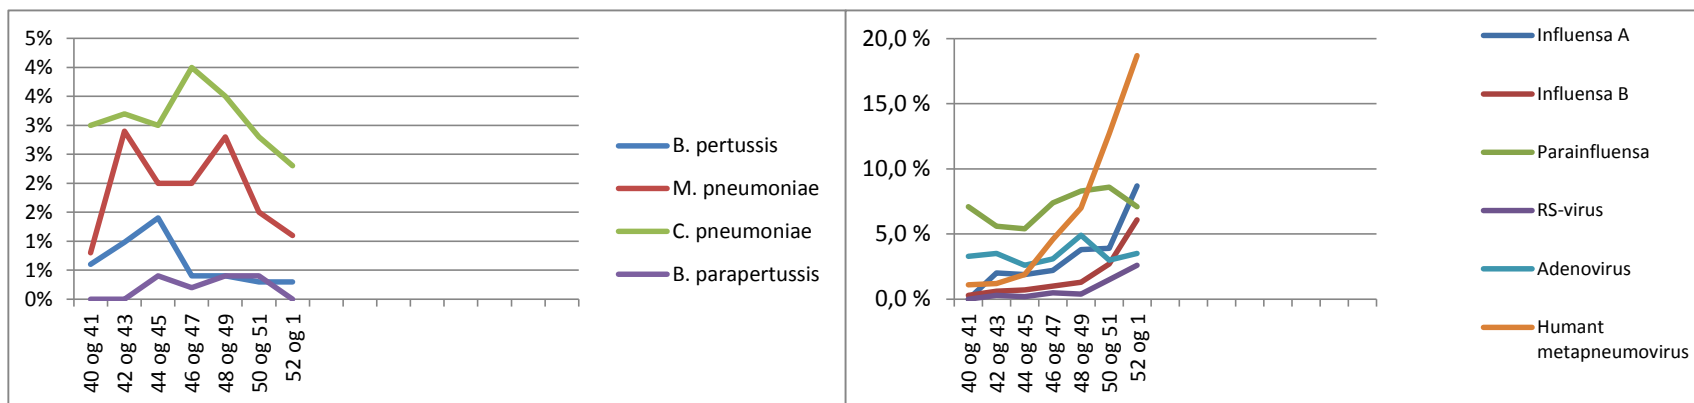 5%
4%
4%
3%
3%
2%
2%
1%
1%
0%
40 og 41
42 og 43
44 og 45
46 og 47
48 og 49
50 og 51
52 og 1
B. pertussis
M. pneumoniae
C. pneumoniae
B. parapertussis
20,0 %
15,0 %
10,0 %
5,0 %
0,0 %
40 og 41
42 og 43
44 og 45
46 og 47
48 og 49
50 og 51
52 og 1
Influensa A
Influensa B
Parainfluensa
RS-virus
Adenovirus
Humant
metapneumovirus